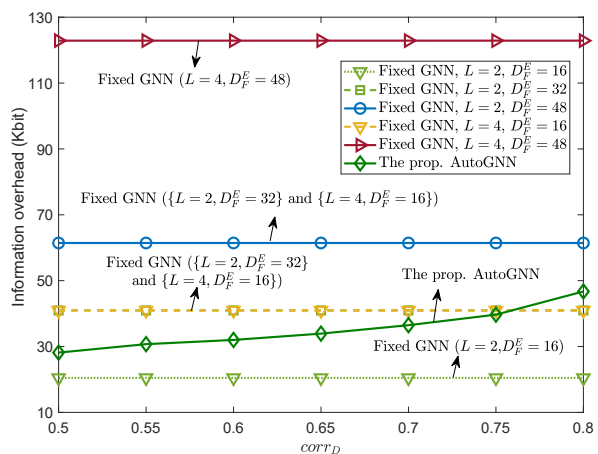 130
110
90
70
50
30
10
Information overhead (Kbit)
Fixed GNN (L = 4, D_F^E = 48)
Fixed GNN, L = 2, D_F^E = 16
Fixed GNN, L = 2, D_F^E = 32
Fixed GNN, L = 2, D_F^E = 48
Fixed GNN, L = 4, D_F^E = 16
Fixed GNN, L = 4, D_F^E = 48
The prop. AutoGNN
Fixed GNN ({L = 2, D_F^E = 32} and {L = 4, D_F^E = 16})
Fixed GNN ({L = 2, D_F^E = 32}
and {L = 4, D_F^E = 16})
The prop. AutoGNN
Fixed GNN (L = 2,D_F^E = 16)
0.5 0.55 0.6 0.65 0.7 0.75 0.8
corr_D